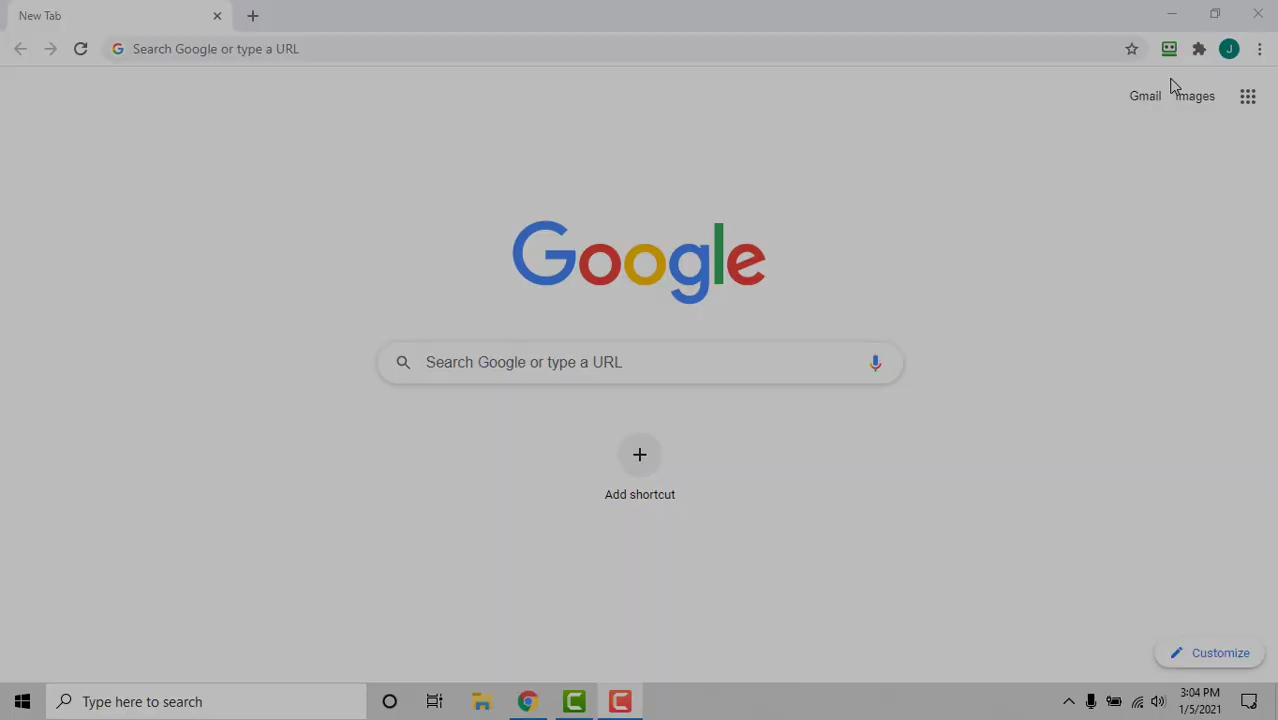 New Tab
Search Google or type a URL
J
Gmail Images
Google
Search Google or type a URL
Add shortcut
Customize
Type here to search
3:04 PM
1/5/2021